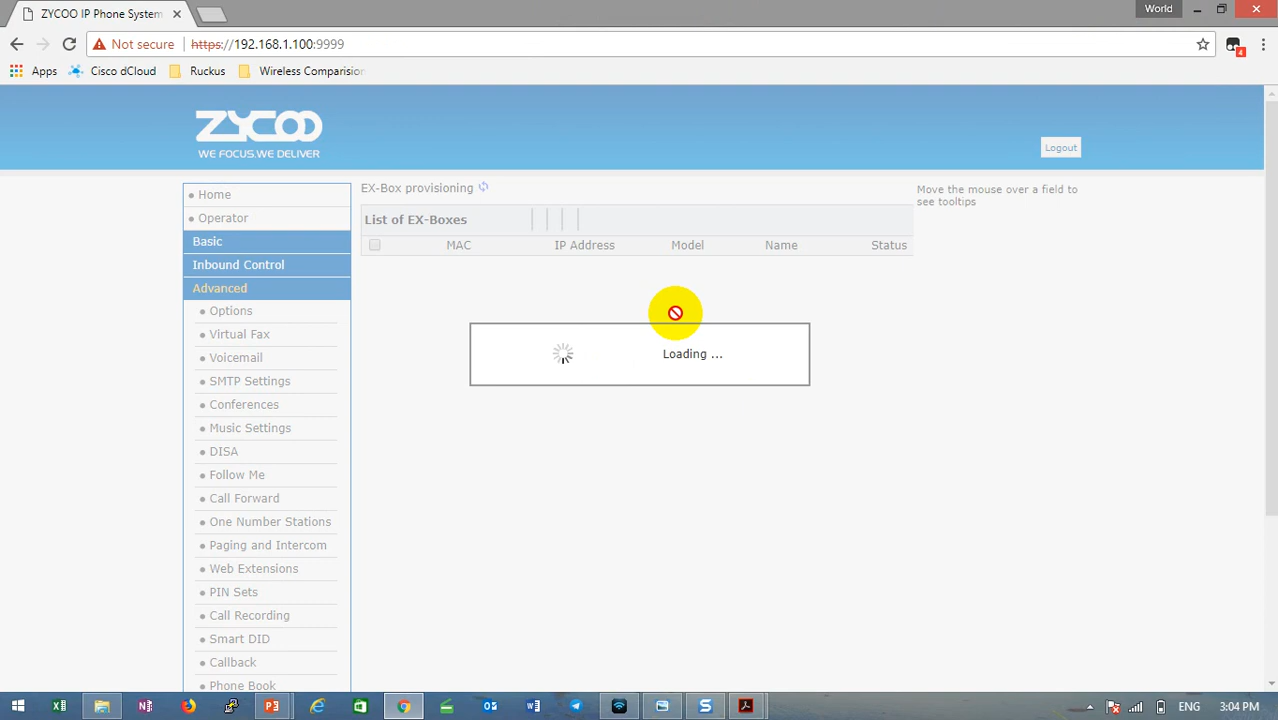 ZYCOO IP Phone System
World
Not secure
https://192.168.1.100:9999
4
Apps
Cisco dCloud
Ruckus
Wireless Comparision
ZYCOO
WE FOCUS.WE DELIVER
Logout
Home
Operator
Basic
Inbound Control
Advanced
Options
Virtual Fax
Voicemail
SMTP Settings
Conferences
Music Settings
DISA
Follow Me
Call Forward
One Number Stations
Paging and Intercom
Web Extensions
PIN Sets
Call Recording
Smart DID
Callback
Phone Book
EX-Box provisioning
List of EX-Boxes
MAC IP Address Model Name Status
Loading ...
Move the mouse over a field to
see tooltips
ENG 3:04 PM